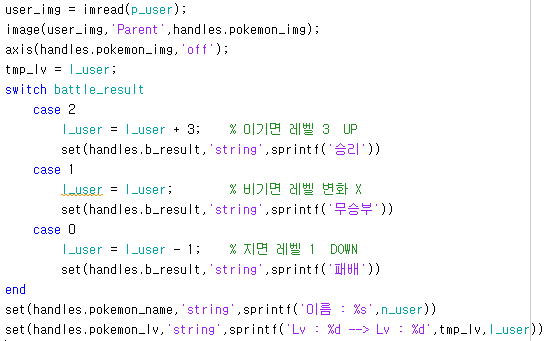 user_img = imread(p_user);
image(user_img,'Parent',handles.pokemon_img);
axis(handles.pokemon_img,'off');
tmp_lv = l_user;
switch battle_result
    case 2
        l_user = l_user + 3;    % 이기면 레벨 3  UP
        set(handles.b_result,'string',sprintf('승리'))
    case 1
        l_user = l_user;        % 비기면 레벨 변화 X
        set(handles.b_result,'string',sprintf('무승부'))
    case 0
        l_user = l_user - 1;    % 지면 레벨 1  DOWN
        set(handles.b_result,'string',sprintf('패배'))
end
set(handles.pokemon_name,'string',sprintf('이름 : %s',n_user))
set(handles.pokemon_lv,'string',sprintf('Lv : %d --> Lv : %d',tmp_lv,l_user))